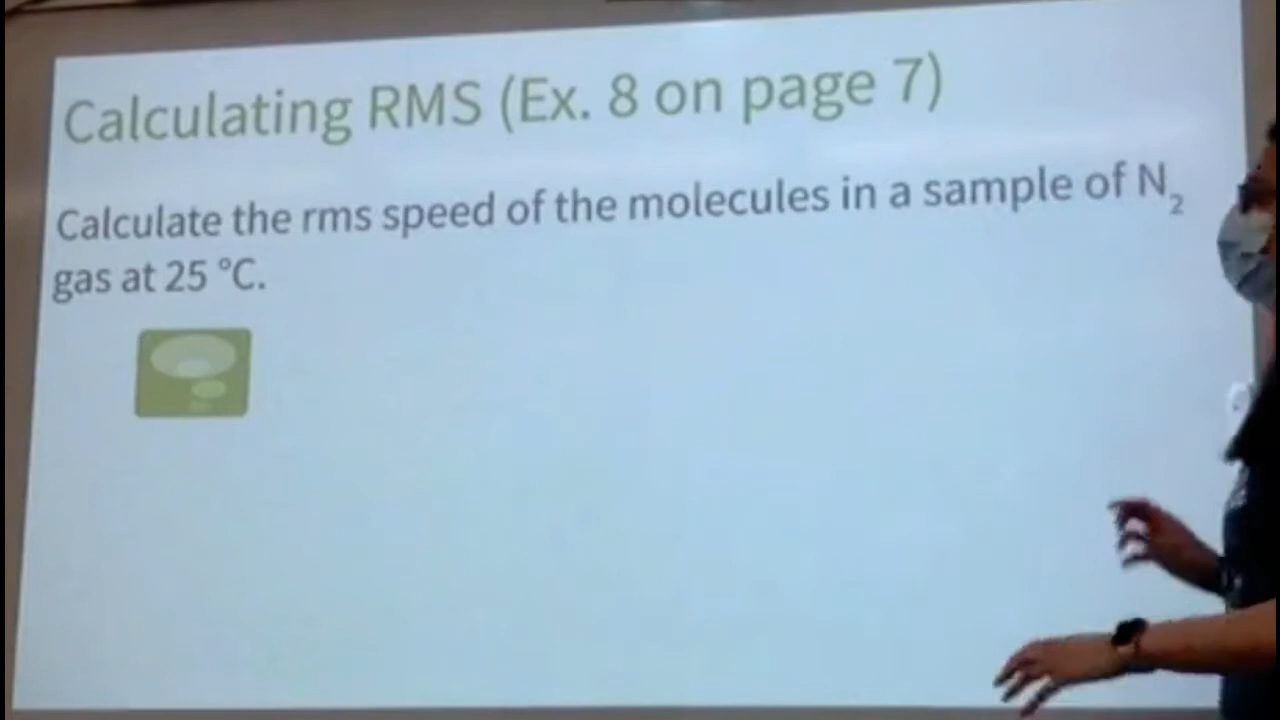 Calculating RMS (Ex. 8 on page 7)
Calculate the rms speed of the molecules in a sample of N₂
gas at 25 °C.